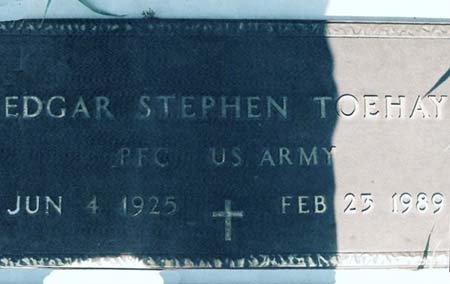 EDGAR STEPHEN TOEHAY
PFC US ARMY
JUN 4 1925 FEB 23 1989